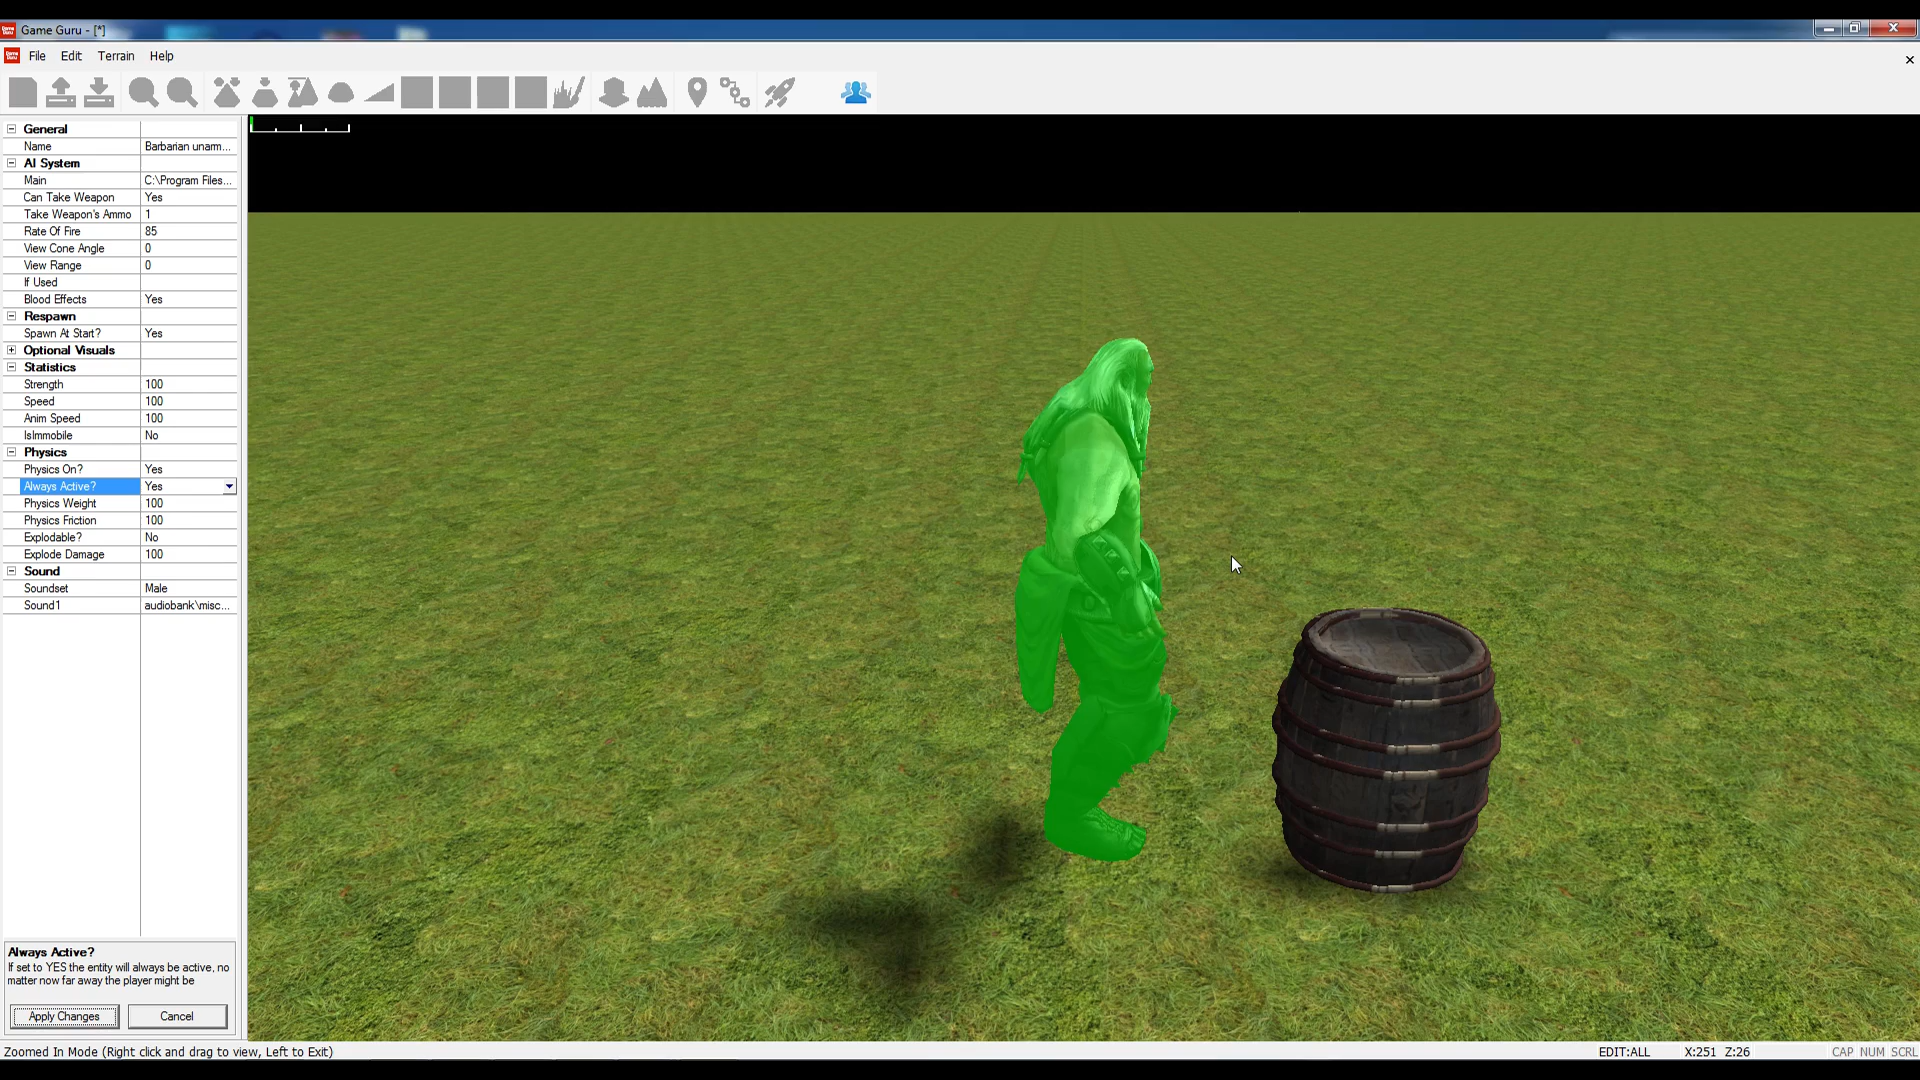 Game Guru - [*]
File Edit Terrain Help
General
Name Barbarian unarm...
AI System
Main C:\Program Files...
Can Take Weapon Yes
Take Weapon's Ammo 1
Rate Of Fire 85
View Cone Angle 0
View Range 0
If Used
Blood Effects Yes
Respawn
Spawn At Start? Yes
Optional Visuals
Statistics
Strength 100
Speed 100
Anim Speed 100
IsImmobile No
Physics
Physics On? Yes
Always Active? Yes
Physics Weight 100
Physics Friction 100
Explodable? No
Explode Damage 100
Sound
Soundset Male
Sound1 audiobank\misc...
Always Active?
If set to YES the entity will always be active, no
matter now far away the player might be
Apply Changes Cancel
Zoomed In Mode (Right click and drag to view, Left to Exit) EDIT:ALL X:251 Z:26 CAP NUM SCRL